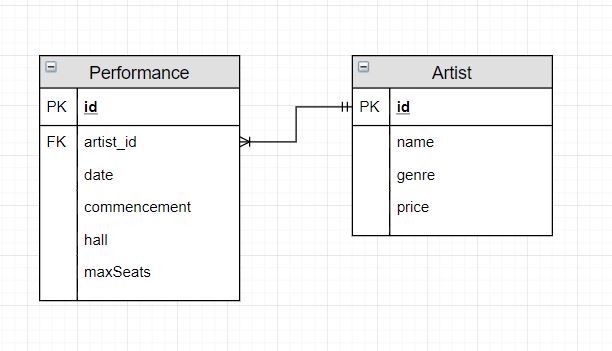 Performance
PK id
FK artist_id
date
commencement
hall
maxSeats
Artist
PK id
name
genre
price